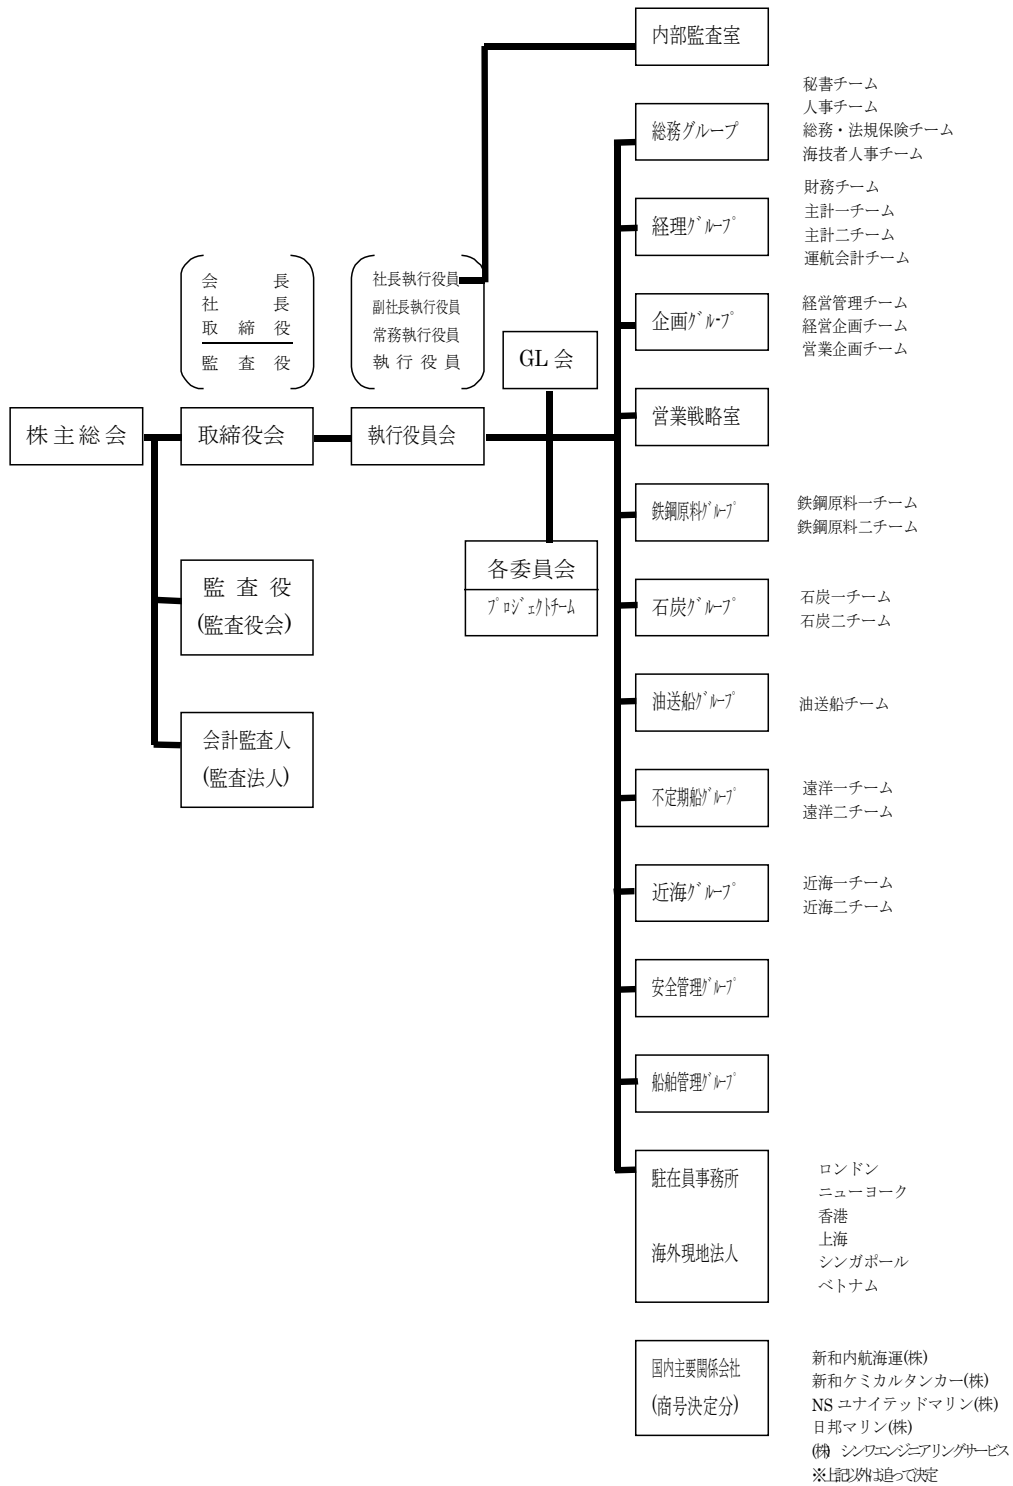 内部監査室
秘書チーム
人事チーム
総務・法規保険チーム
海技者人事チーム
総務グループ
財務チーム
主計一チーム
主計二チーム
運航会計チーム
経理グループ
会長
社長
取締役
監査役
社長執行役員
副社長執行役員
常務執行役員
執行役員
経営管理チーム
経営企画チーム
営業企画チーム
企画グループ
GL会
営業戦略室
株主総会
取締役会
執行役員会
鉄鋼原料グループ
鉄鋼原料一チーム
鉄鋼原料二チーム
各委員会
プロジェクトチーム
監査役
(監査役会)
石炭グループ
石炭一チーム
石炭二チーム
油送船グループ
油送船チーム
会計監査人
(監査法人)
不定期船グループ
遠洋一チーム
遠洋二チーム
近海グループ
近海一チーム
近海二チーム
安全管理グループ
船舶管理グループ
駐在員事務所
海外現地法人
ロンドン
ニューヨーク
香港
上海
シンガポール
ベトナム
国内主要関係会社
(商号決定分)
新和内航海運(株)
新和ケミカルタンカー(株)
NSユナイテッドマリン(株)
日邦マリン(株)
(株) シンワエンジニアリングサービス
※上記以外は追って決定